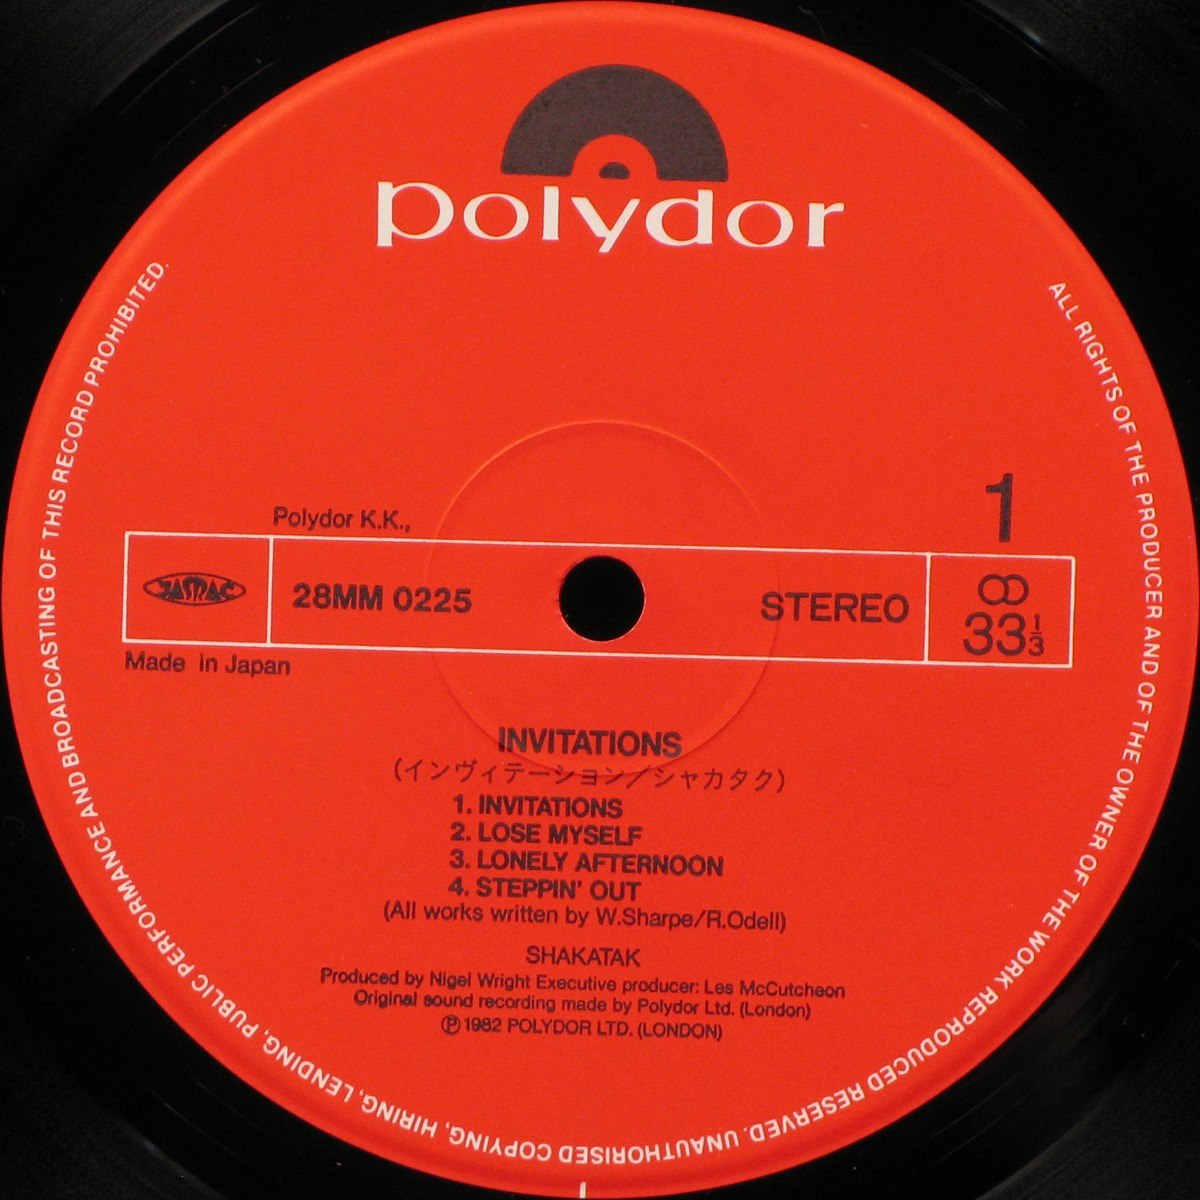 polydor
ALL RIGHTS OF THE PRODUCER AND OF THE OWNER OF THE WORK REPRODUCED RESERVED. UNAUTHORISED COPYING, HIRING, LENDING, PUBLIC PERFORMANCE AND BROADCASTING OF THIS RECORD PROHIBITED.
1
Polydor K.K.,
JASRAC
28MM 0225
STEREO
33 1/3
Made in Japan
INVITATIONS
(インヴィテーション/シャカタク)
1. INVITATIONS
2. LOSE MYSELF
3. LONELY AFTERNOON
4. STEPPIN' OUT
(All works written by W.Sharpe/R.Odell)
SHAKATAK
Produced by Nigel Wright Executive producer: Les McCutcheon
Original sound recording made by Polydor Ltd. (London)
Ⓟ 1982 POLYDOR LTD. (LONDON)